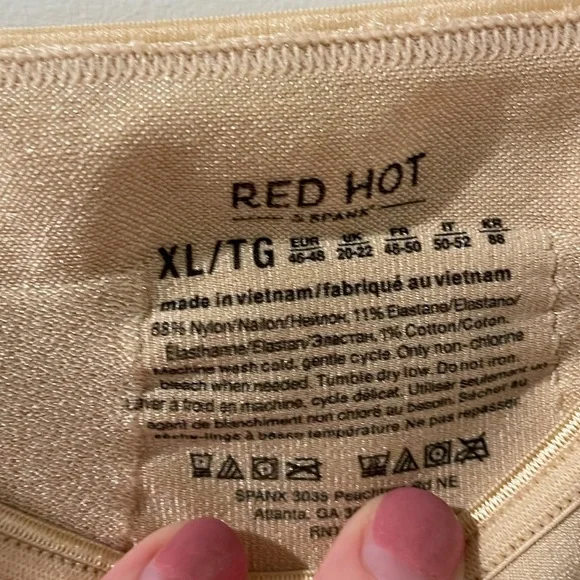 RED HOT
by SPANX®
XL/TG EUR 46-48 UK 20-22 FR 48-50 IT 50-52 KR 88
made in vietnam/fabriqué au vietnam
88% Nylon/Nailon/Нейлон, 11% Elastane/Elastano/
Elasthanne/Elastan/Эластан, 1% Cotton/Coton.
Machine wash cold, gentle cycle. Only non-chlorine
bleach when needed. Tumble dry low. Do not iron.
Laver à froid en machine, cycle délicat. Utiliser seulement un
agent de blanchiment non chloré au besoin. Sécher au
sèche-linge à basse température. Ne pas repasser.
SPANX 3035 Rd NE
Atlanta, GA